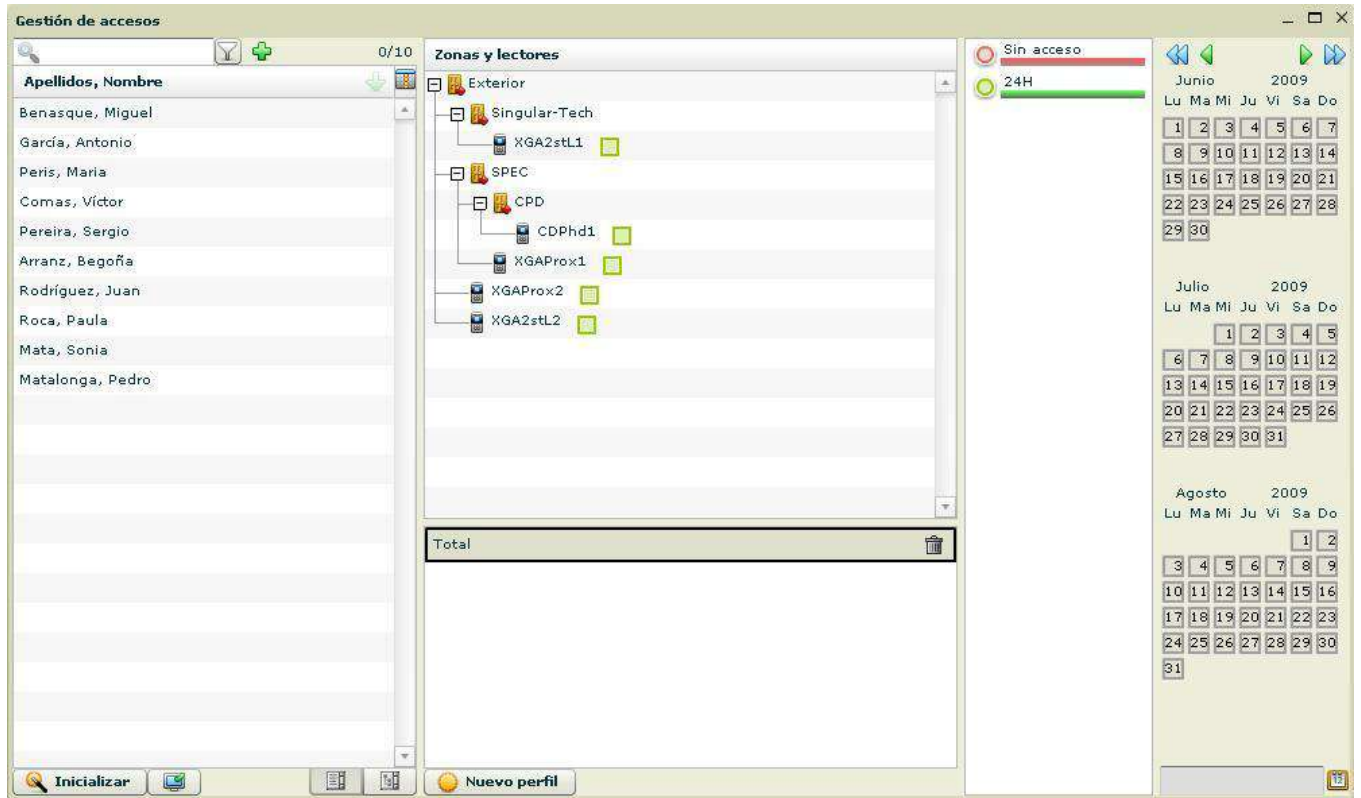 Gestión de accesos
0/10
Apellidos, Nombre
Benasque, Miguel
García, Antonio
Peris, Maria
Comas, Víctor
Pereira, Sergio
Arranz, Begoña
Rodríguez, Juan
Roca, Paula
Mata, Sonia
Matalonga, Pedro
Inicializar
Zonas y lectores
Exterior
Singular-Tech
XGA2stL1
SPEC
CPD
CDPhd1
XGAProx1
XGAProx2
XGA2stL2
Total
Nuevo perfil
Sin acceso
24H
Junio 2009
Lu Ma Mi Ju Vi Sa Do
1 2 3 4 5 6 7
8 9 10 11 12 13 14
15 16 17 18 19 20 21
22 23 24 25 26 27 28
29 30
Julio 2009
Lu Ma Mi Ju Vi Sa Do
1 2 3 4 5
6 7 8 9 10 11 12
13 14 15 16 17 18 19
20 21 22 23 24 25 26
27 28 29 30 31
Agosto 2009
Lu Ma Mi Ju Vi Sa Do
1 2
3 4 5 6 7 8 9
10 11 12 13 14 15 16
17 18 19 20 21 22 23
24 25 26 27 28 29 30
31
12